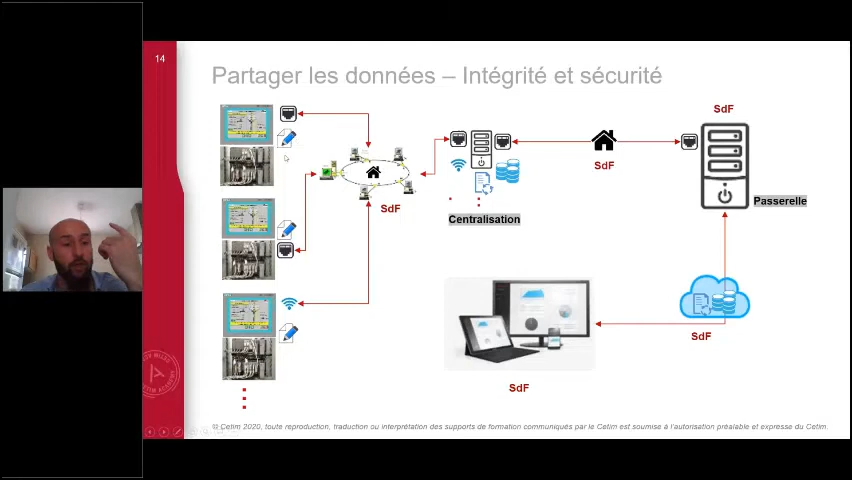 14
Partager les données – Intégrité et sécurité
SdF
SdF
SdF
Passerelle
Centralisation
SdF
SdF
© Cetim 2020, toute reproduction, traduction ou interprétation des supports de formation communiqués par le Cetim est soumise à l'autorisation préalable et expresse du Cetim.